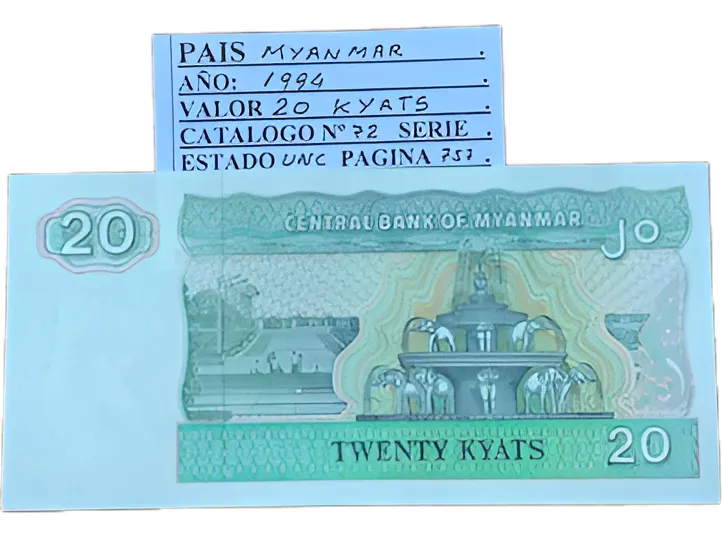 PAIS MYANMAR .
AÑO: 1994 .
VALOR 20 KYATS .
CATALOGO Nº 72 SERIE .
ESTADO UNC PAGINA 757 .
20
CENTRAL BANK OF MYANMAR
၂၀
TWENTY KYATS
20